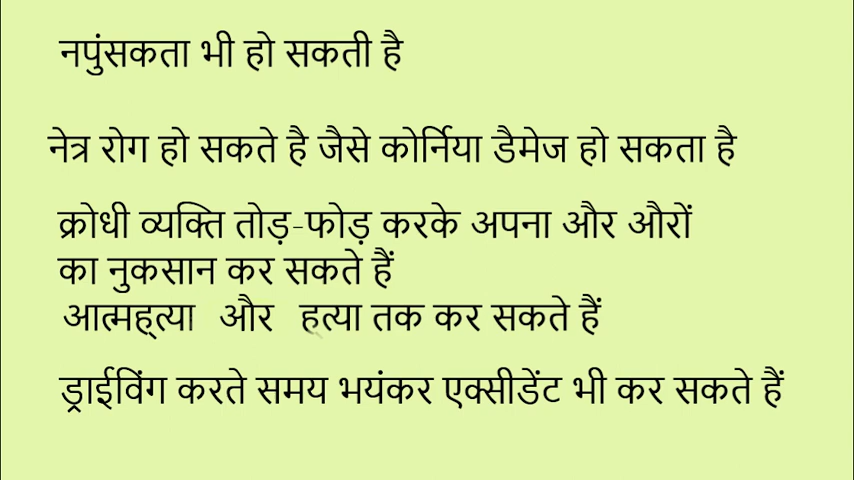 नपुंसकता भी हो सकती है
नेत्र रोग हो सकते है जैसे कोर्निया डैमेज हो सकता है
क्रोधी व्यक्ति तोड़-फोड़ करके अपना और औरों
का नुकसान कर सकते हैं
आत्मह्त्या और हत्या तक कर सकते हैं
ड्राईविंग करते समय भयंकर एक्सीडेंट भी कर सकते हैं